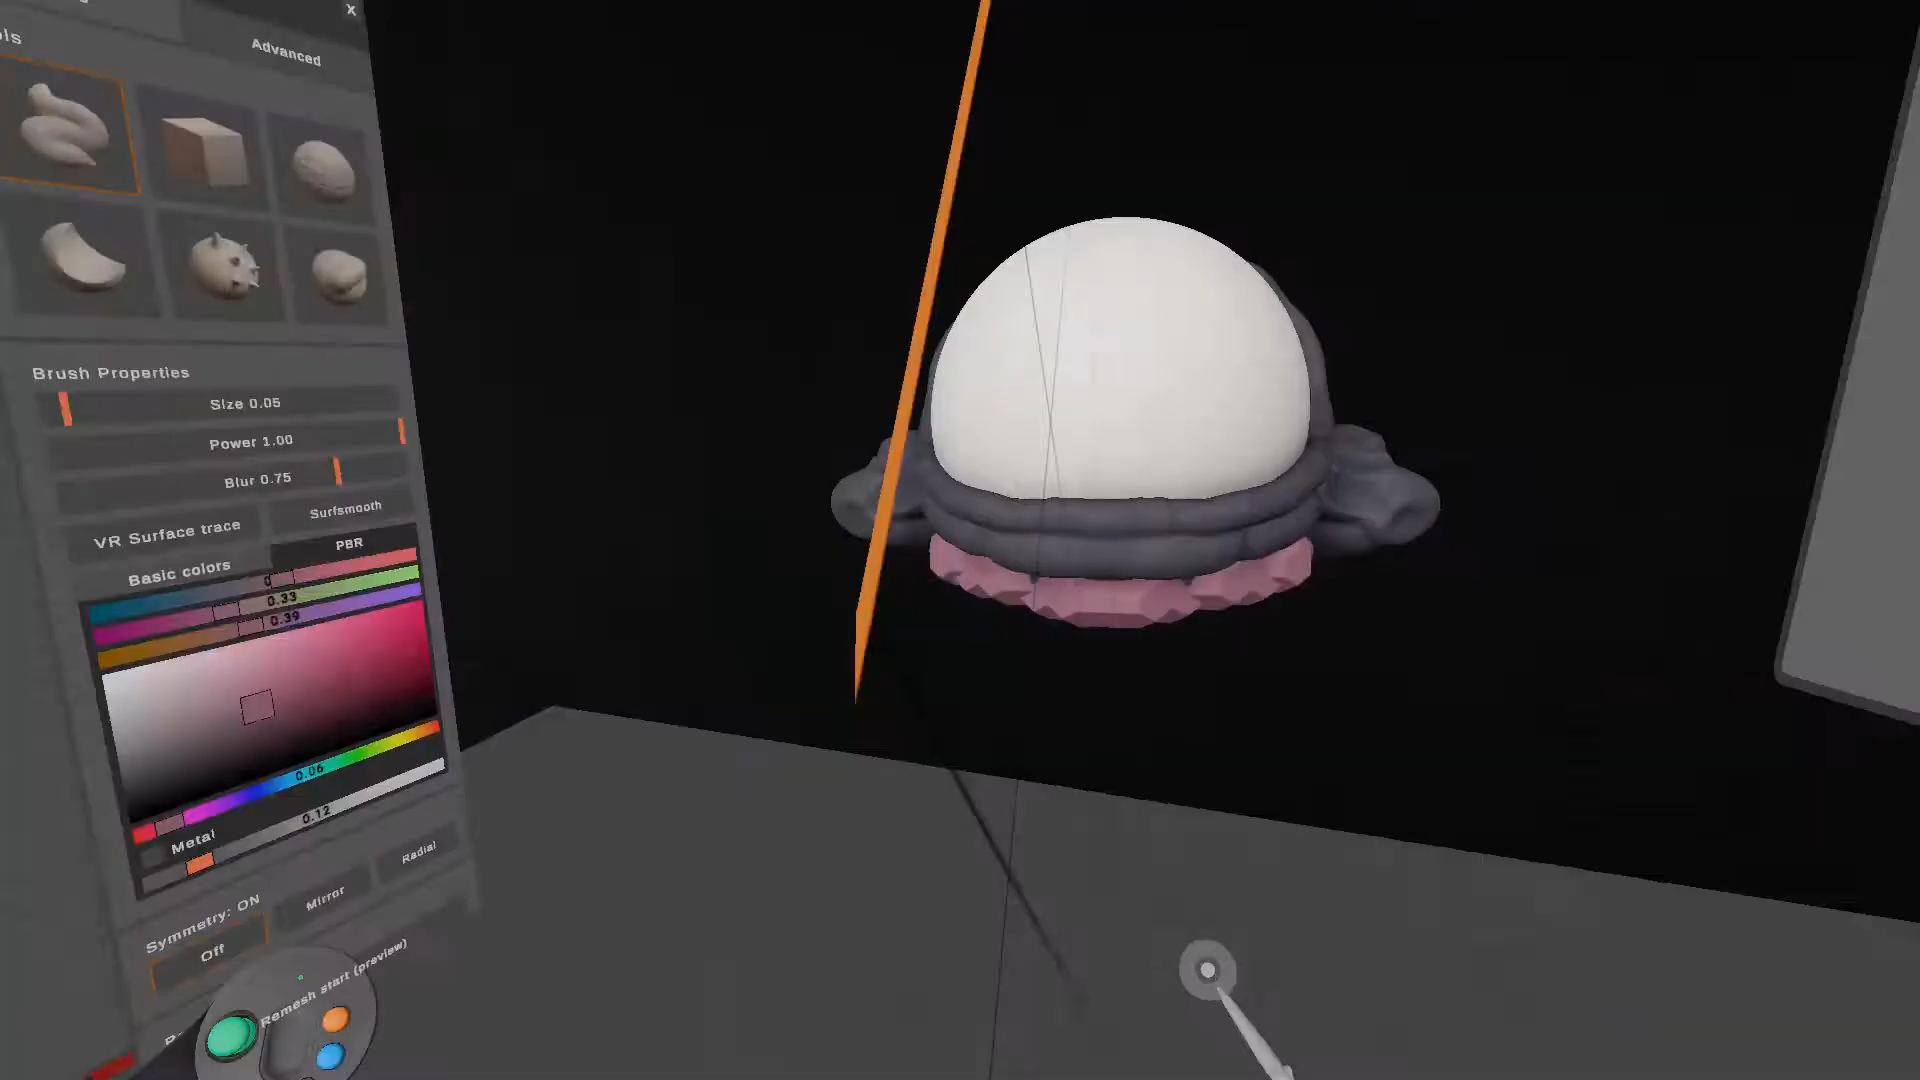 X
Advanced
Brush Properties
Size 0.05
Power 1.00
Blur 0.75
Surfsmooth
VR Surface trace
PBR
Basic colors
0.33
0.39
0.06
0.12
Metal
Radial
Mirror
Symmetry: ON
Off
Remesh start (preview)